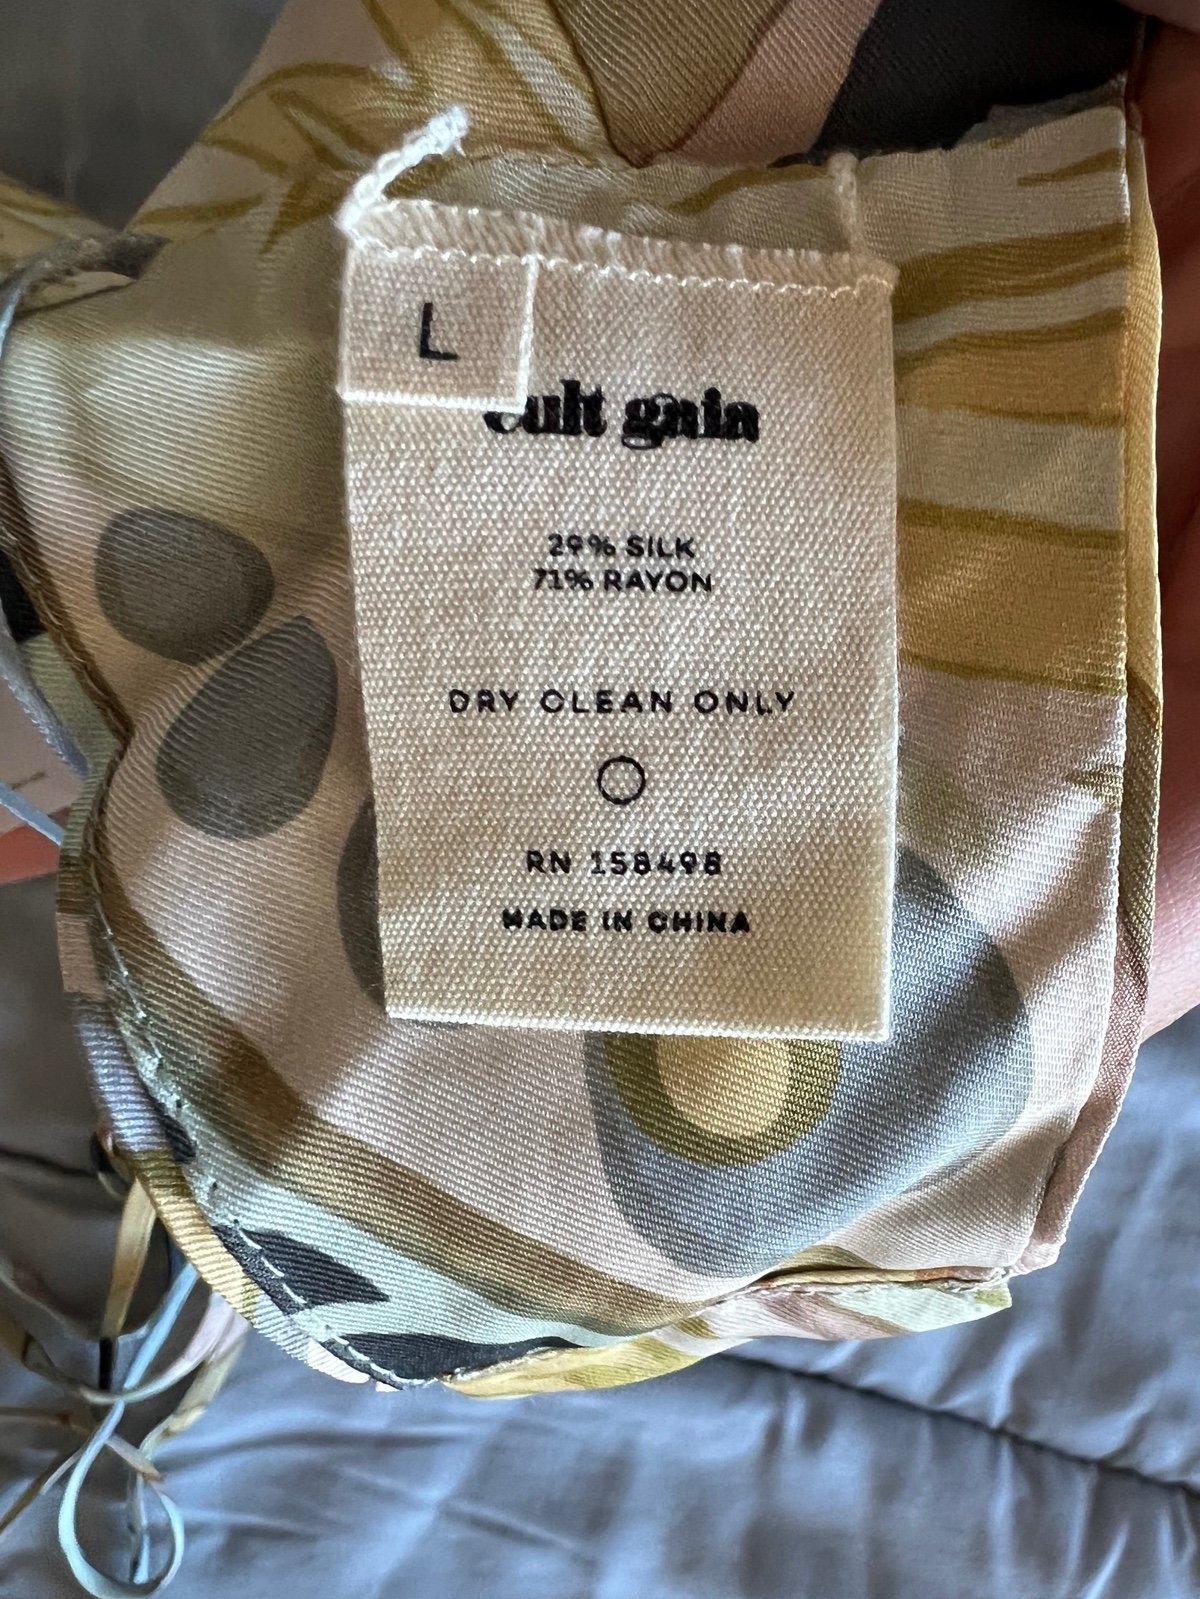 L
cult gaia
29% SILK
71% RAYON
DRY CLEAN ONLY
RN 158498
MADE IN CHINA